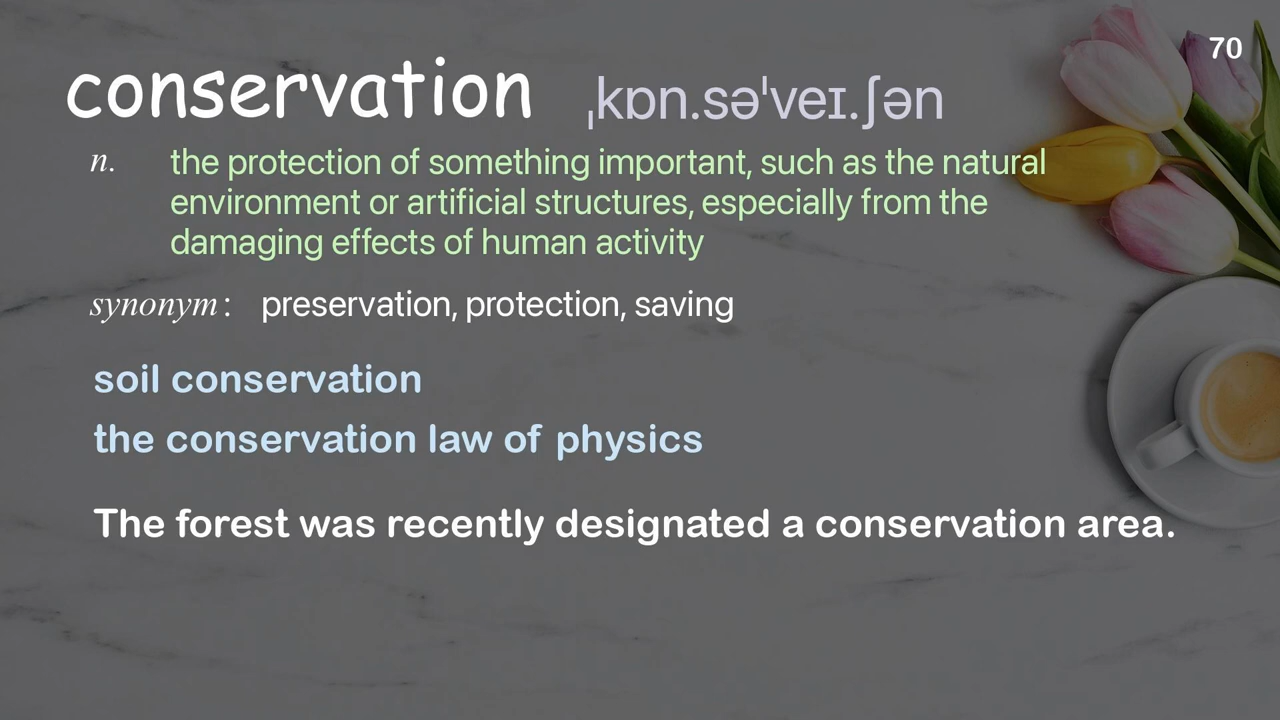 70
conservation ˌkɒn.səˈveɪ.ʃən
n. the protection of something important, such as the natural
environment or artificial structures, especially from the
damaging effects of human activity
synonym: preservation, protection, saving
soil conservation
the conservation law of physics
The forest was recently designated a conservation area.